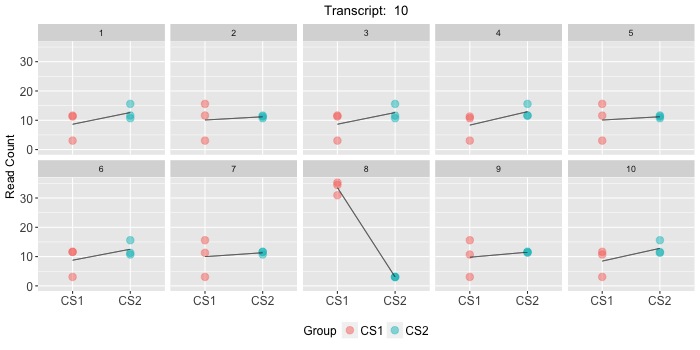 Transcript: 10
1 2 3 4 5
30
20
10
0
Read Count
6 7 8 9 10
30
20
10
0
CS1 CS2 CS1 CS2 CS1 CS2 CS1 CS2 CS1 CS2
Group CS1 CS2